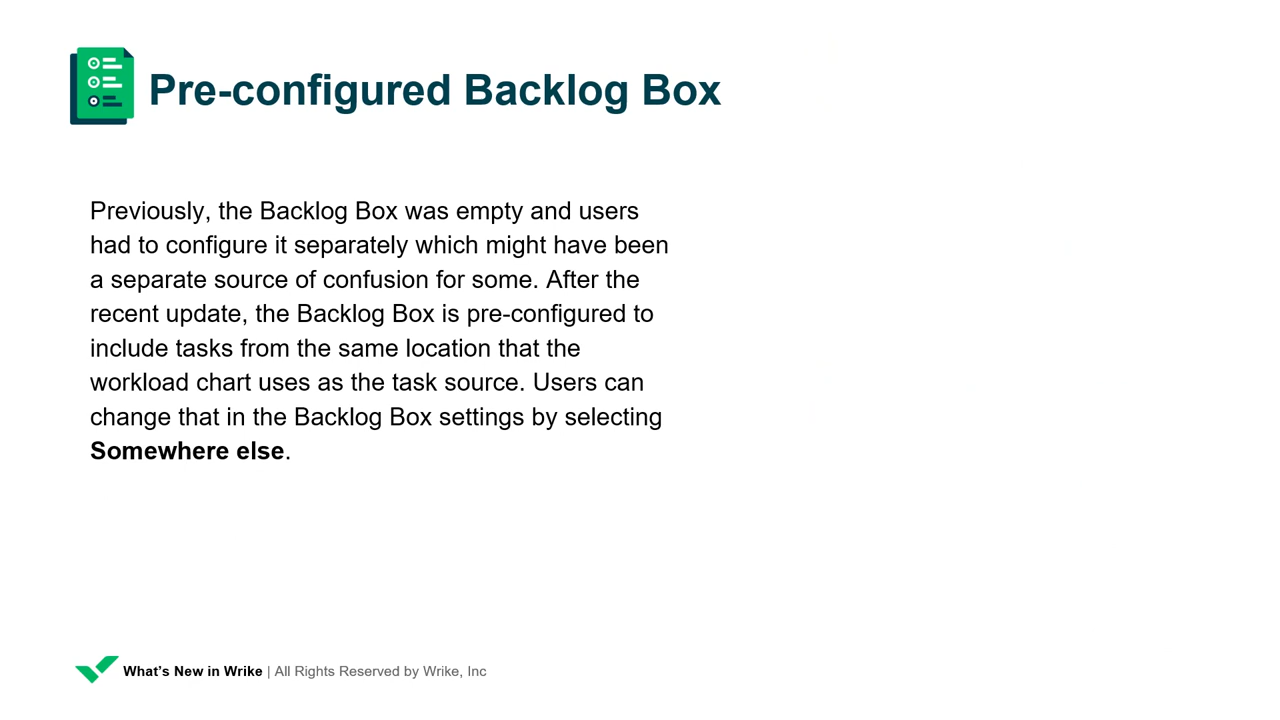 Pre-configured Backlog Box
Previously, the Backlog Box was empty and users
had to configure it separately which might have been
a separate source of confusion for some. After the
recent update, the Backlog Box is pre-configured to
include tasks from the same location that the
workload chart uses as the task source. Users can
change that in the Backlog Box settings by selecting
Somewhere else.
What's New in Wrike | All Rights Reserved by Wrike, Inc